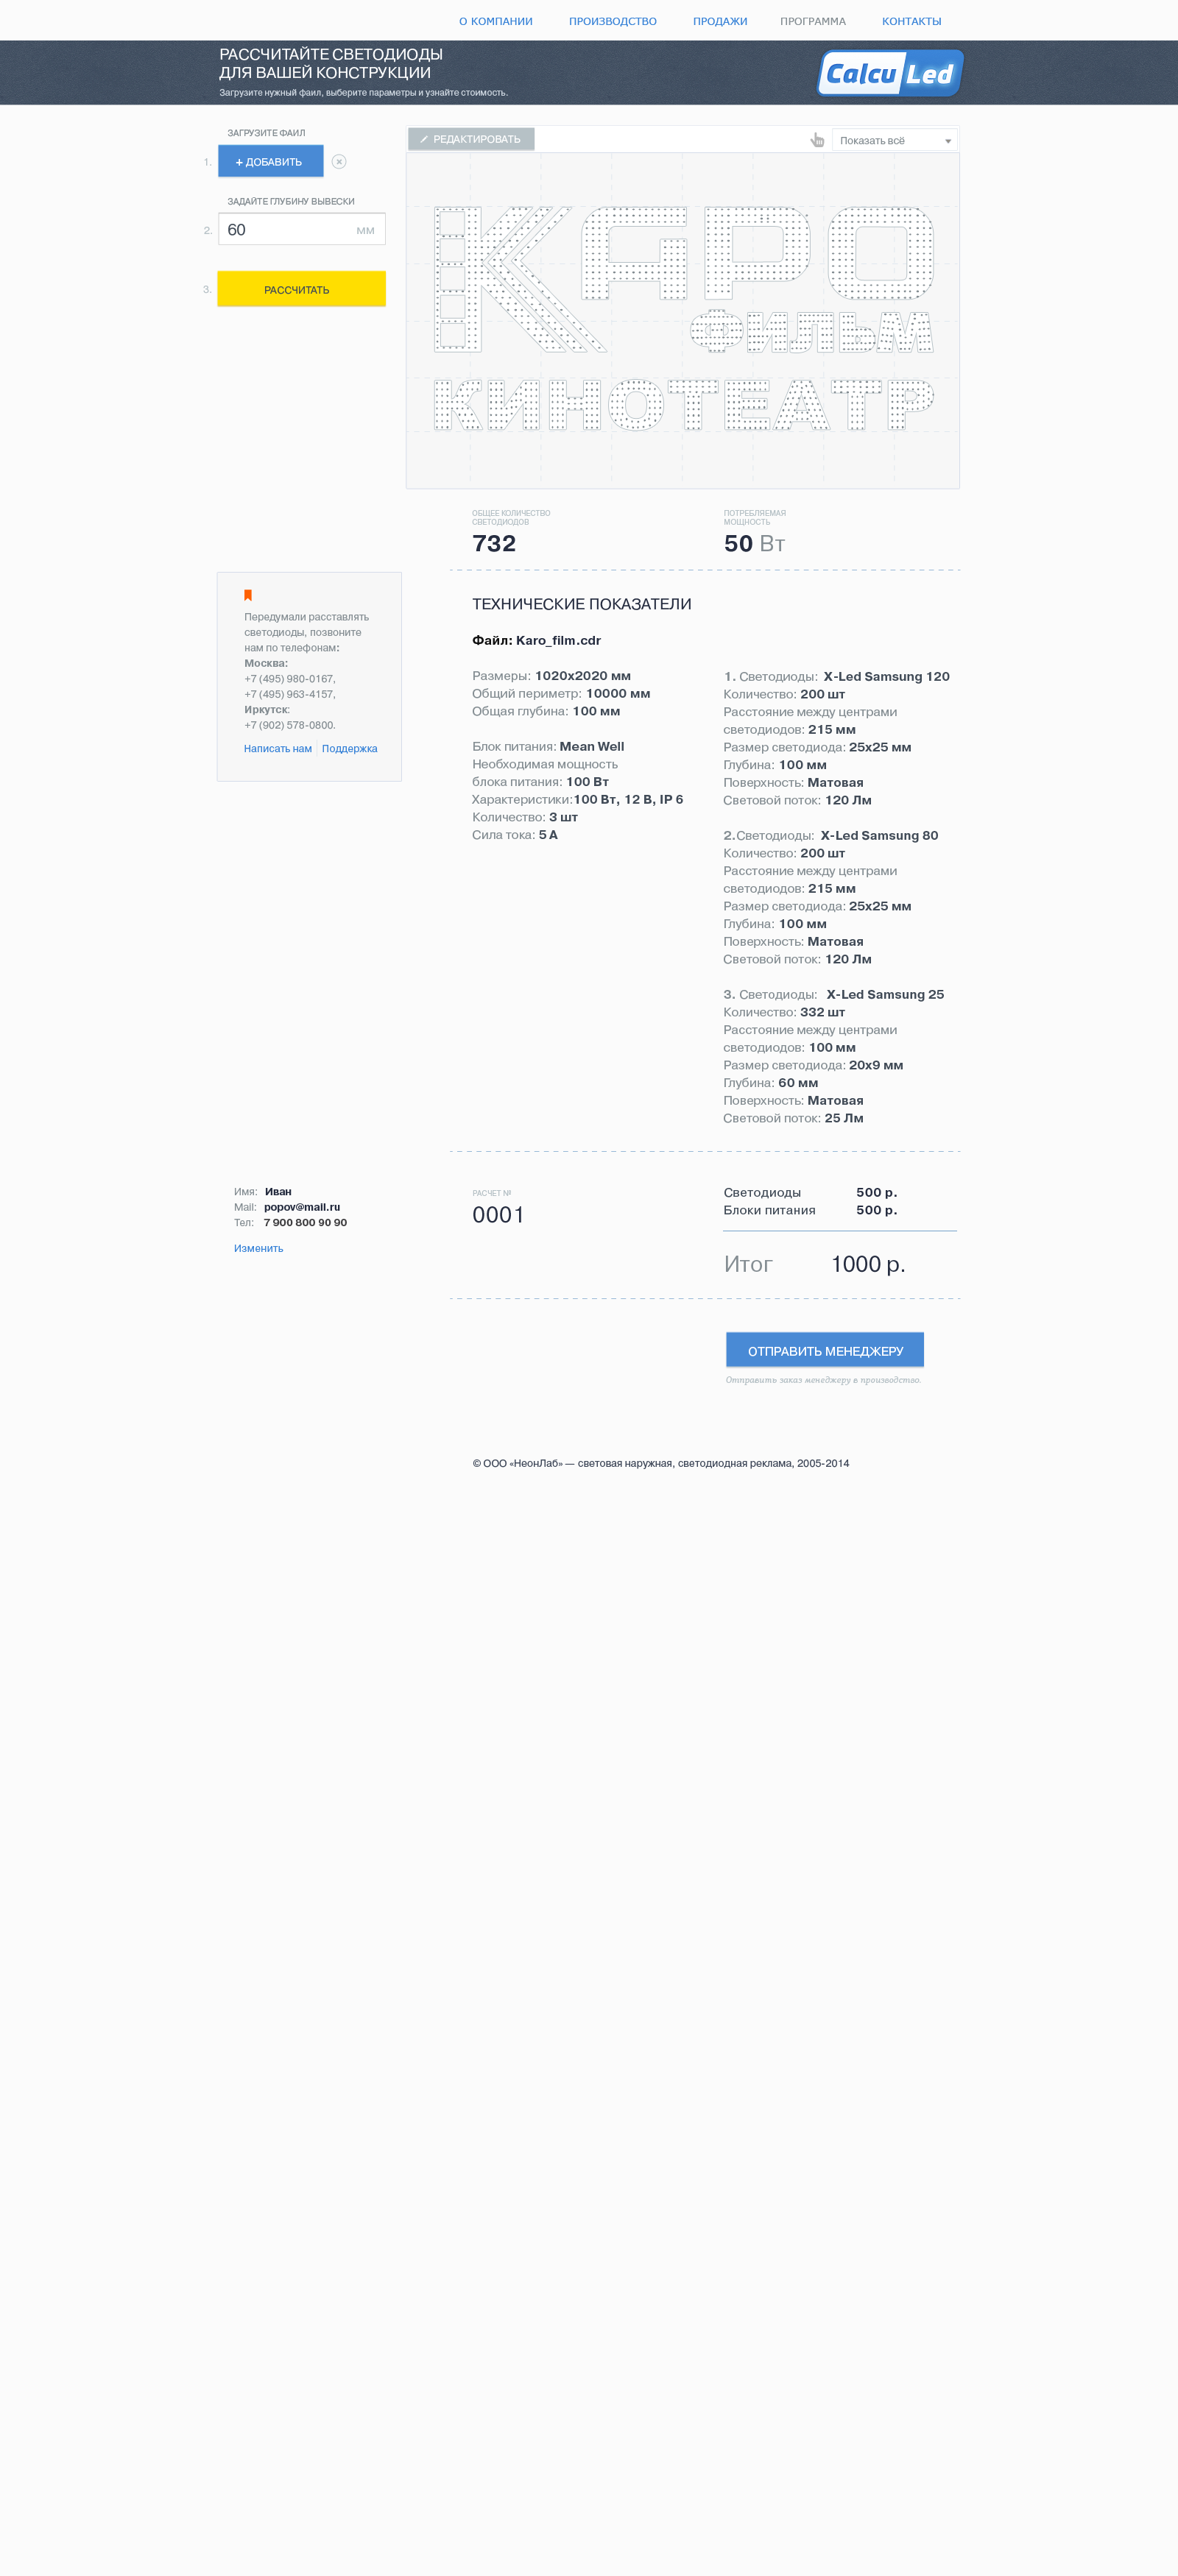 О КОМПАНИИ ПРОИЗВОДСТВО ПРОДАЖИ ПРОГРАММА КОНТАКТЫ
РАССЧИТАЙТЕ СВЕТОДИОДЫ
ДЛЯ ВАШЕЙ КОНСТРУКЦИИ
Загрузите нужный фаил, выберите параметры и узнайте стоимость.
Calcu Led
ЗАГРУЗИТЕ ФАИЛ
1. + ДОБАВИТЬ
ЗАДАЙТЕ ГЛУБИНУ ВЫВЕСКИ
2. 60 мм
3. РАССЧИТАТЬ
РЕДАКТИРОВАТЬ Показать всё
КАРО
ФИЛЬМ
КИНОТЕАТР
ОБЩЕЕ КОЛИЧЕСТВО
СВЕТОДИОДОВ
732
ПОТРЕБЛЯЕМАЯ
МОЩНОСТЬ
50 Вт
Передумали расставлять
светодиоды, позвоните
нам по телефонам:
Москва:
+7 (495) 980-0167,
+7 (495) 963-4157,
Иркутск:
+7 (902) 578-0800.
Написать нам Поддержка
ТЕХНИЧЕСКИЕ ПОКАЗАТЕЛИ
Файл: Karo_film.cdr
Размеры: 1020x2020 мм
Общий периметр: 10000 мм
Общая глубина: 100 мм
Блок питания: Mean Well
Необходимая мощность
блока питания: 100 Вт
Характеристики:100 Вт, 12 В, IP 6
Количество: 3 шт
Сила тока: 5 А
1. Светодиоды: X-Led Samsung 120
Количество: 200 шт
Расстояние между центрами
светодиодов: 215 мм
Размер светодиода: 25x25 мм
Глубина: 100 мм
Поверхность: Матовая
Световой поток: 120 Лм
2.Светодиоды: X-Led Samsung 80
Количество: 200 шт
Расстояние между центрами
светодиодов: 215 мм
Размер светодиода: 25x25 мм
Глубина: 100 мм
Поверхность: Матовая
Световой поток: 120 Лм
3. Светодиоды: X-Led Samsung 25
Количество: 332 шт
Расстояние между центрами
светодиодов: 100 мм
Размер светодиода: 20x9 мм
Глубина: 60 мм
Поверхность: Матовая
Световой поток: 25 Лм
Имя: Иван
Mail: popov@mail.ru
Тел: 7 900 800 90 90
Изменить
РАСЧЕТ №
0001
Светодиоды 500 р.
Блоки питания 500 р.
Итог 1000 р.
ОТПРАВИТЬ МЕНЕДЖЕРУ
Отправить заказ менеджеру в производство.
© ООО «НеонЛаб» — световая наружная, светодиодная реклама, 2005-2014